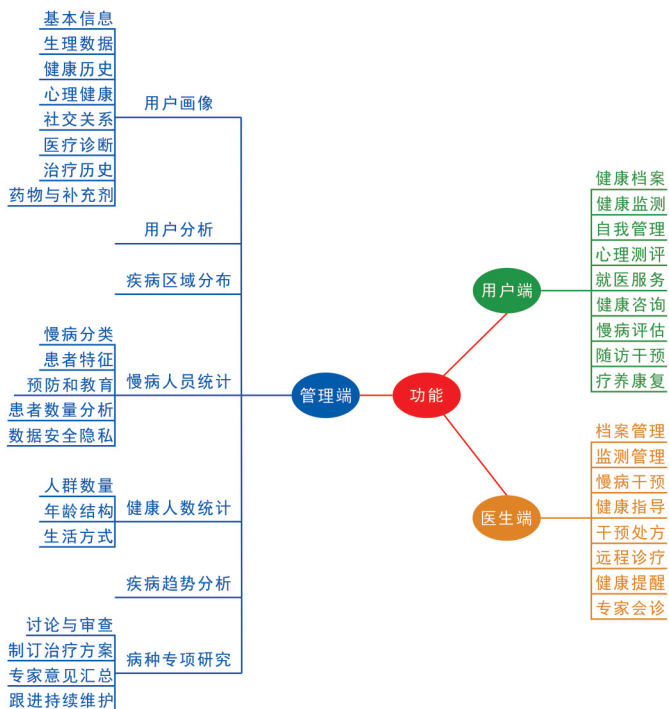 基本信息
生理数据
健康历史
心理健康
社交关系
医疗诊断
治疗历史
药物与补充剂
用户画像
用户分析
疾病区域分布
慢病分类
患者特征
预防和教育
患者数量分析
数据安全隐私
慢病人员统计
人群数量
年龄结构
生活方式
健康人数统计
疾病趋势分析
讨论与审查
制订治疗方案
专家意见汇总
跟进持续维护
病种专项研究
管理端
功能
用户端
健康档案
健康监测
自我管理
心理测评
就医服务
健康咨询
慢病评估
随访干预
疗养康复
医生端
档案管理
监测管理
慢病干预
健康指导
干预处方
远程诊疗
健康提醒
专家会诊